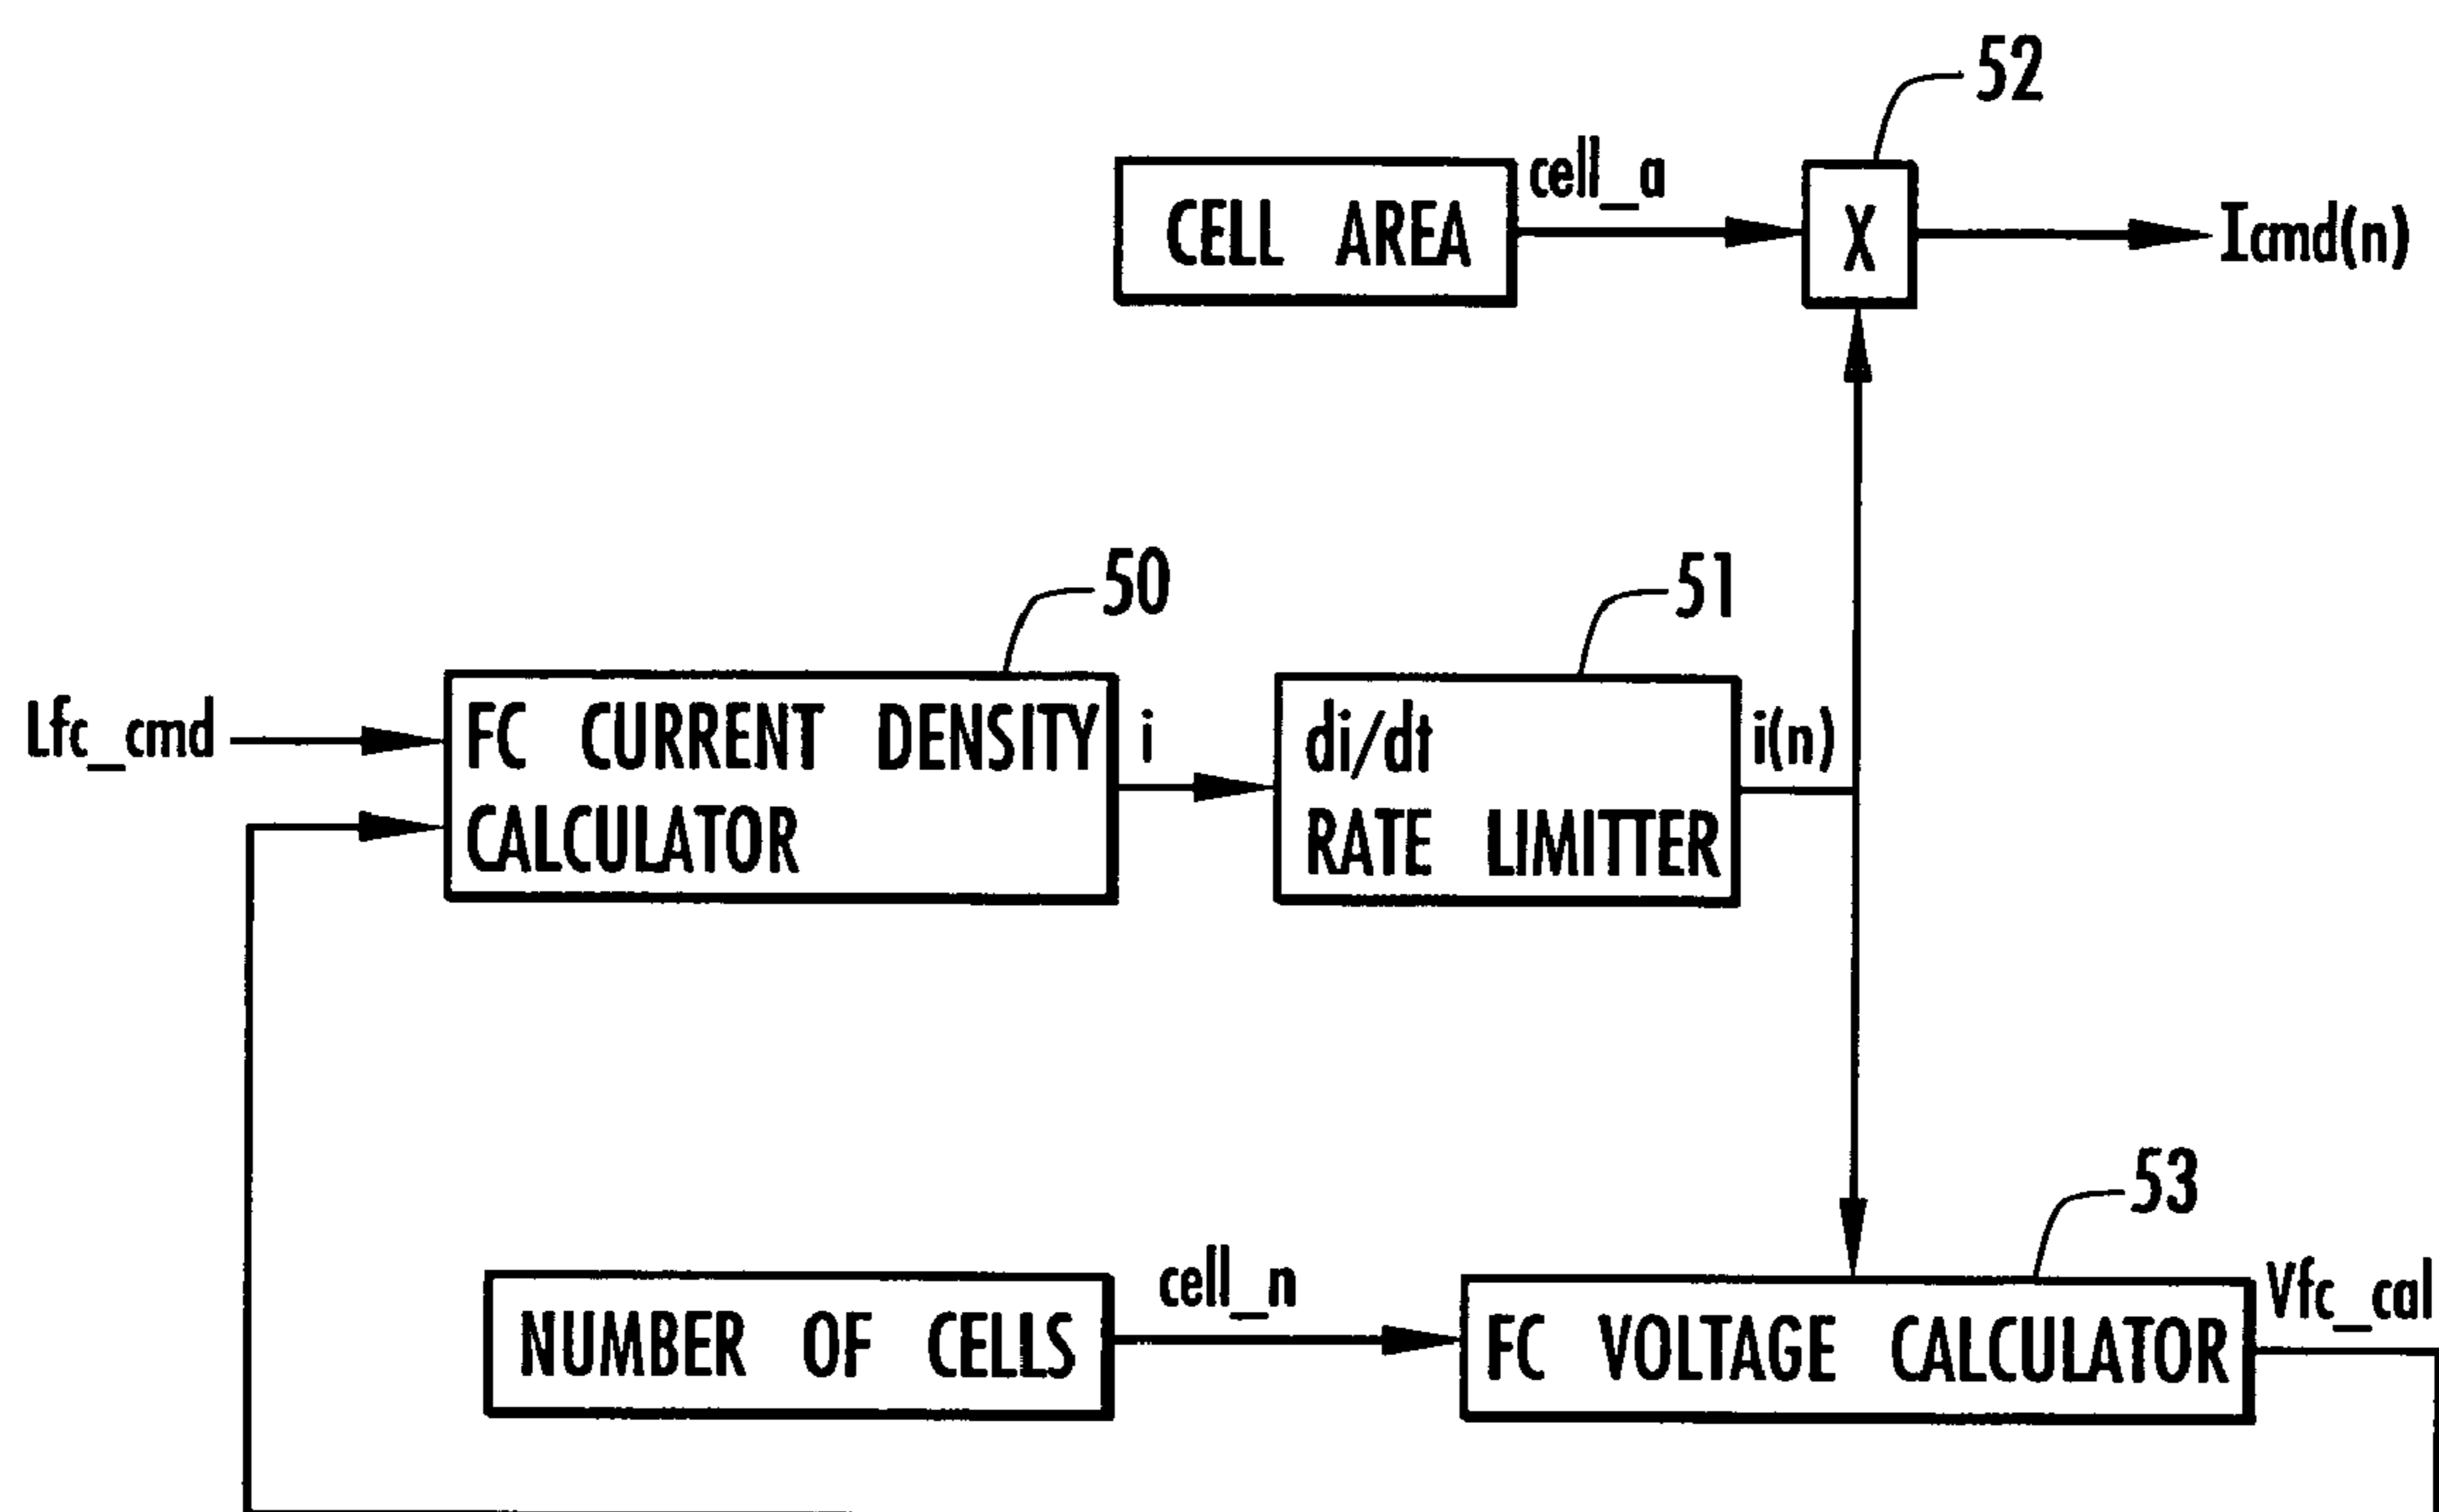 52
cell_a
CELL AREA
X
Icmd(n)
50
51
Lfc_cmd
FC CURRENT DENSITY
CALCULATOR
i
di/dt
RATE LIMITTER
i(n)
53
cell_n
Vfc_cal
NUMBER OF CELLS
FC VOLTAGE CALCULATOR